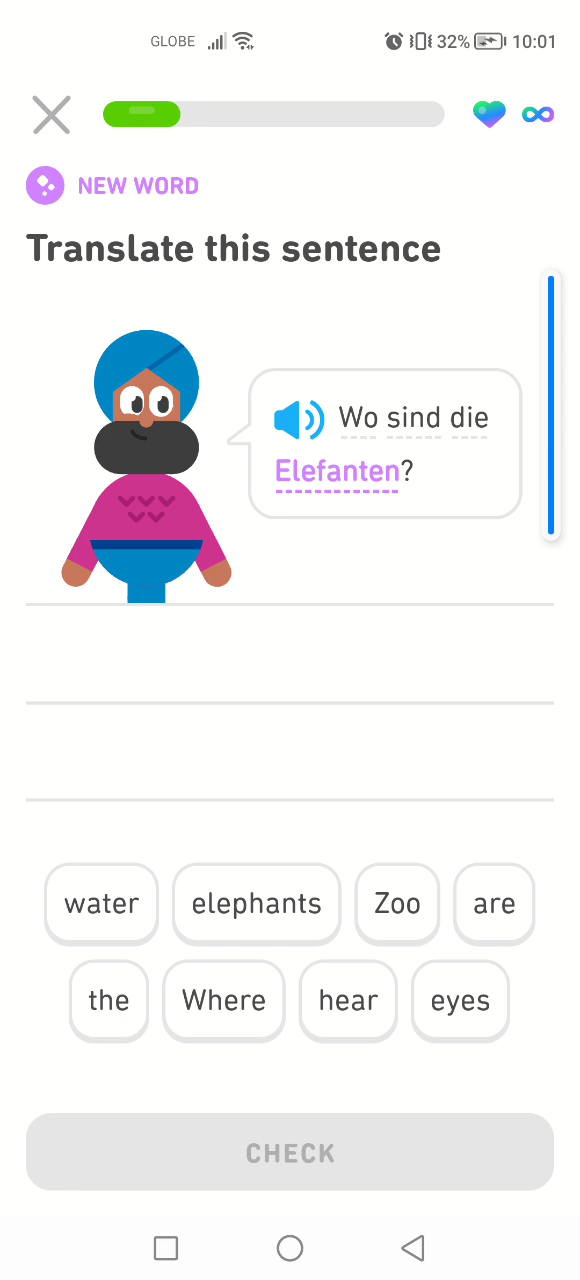 GLOBE 32% 10:01
NEW WORD
Translate this sentence
Wo sind die
Elefanten?
water elephants Zoo are
the Where hear eyes
CHECK